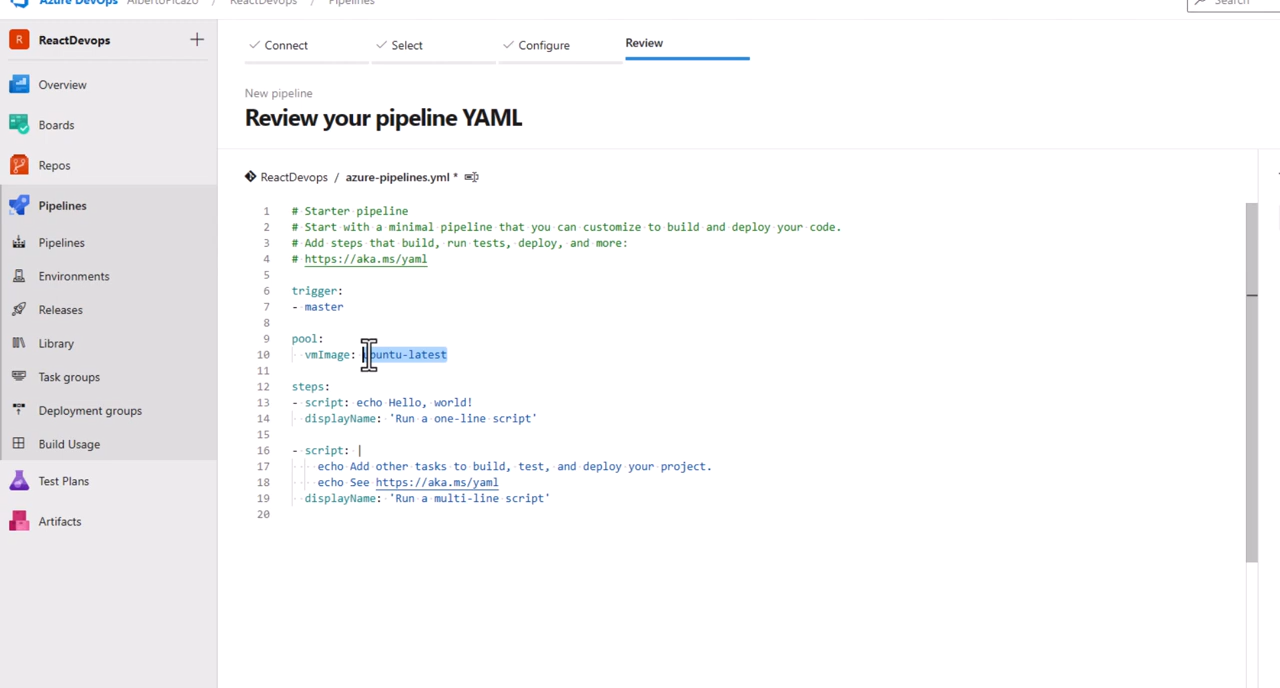 Azure DevOps AlbertoPicazo / ReactDevops / Pipelines
Search
R ReactDevops
Connect
Select
Configure
Review
Overview
Boards
Repos
Pipelines
Pipelines
Environments
Releases
Library
Task groups
Deployment groups
Build Usage
Test Plans
Artifacts
New pipeline
Review your pipeline YAML
ReactDevops / azure-pipelines.yml *
1 # Starter pipeline
2 # Start with a minimal pipeline that you can customize to build and deploy your code.
3 # Add steps that build, run tests, deploy, and more:
4 # https://aka.ms/yaml
5
6 trigger:
7 - master
8
9 pool:
10 vmImage: ubuntu-latest
11
12 steps:
13 - script: echo Hello, world!
14 displayName: 'Run a one-line script'
15
16 - script: |
17 echo Add other tasks to build, test, and deploy your project.
18 echo See https://aka.ms/yaml
19 displayName: 'Run a multi-line script'
20